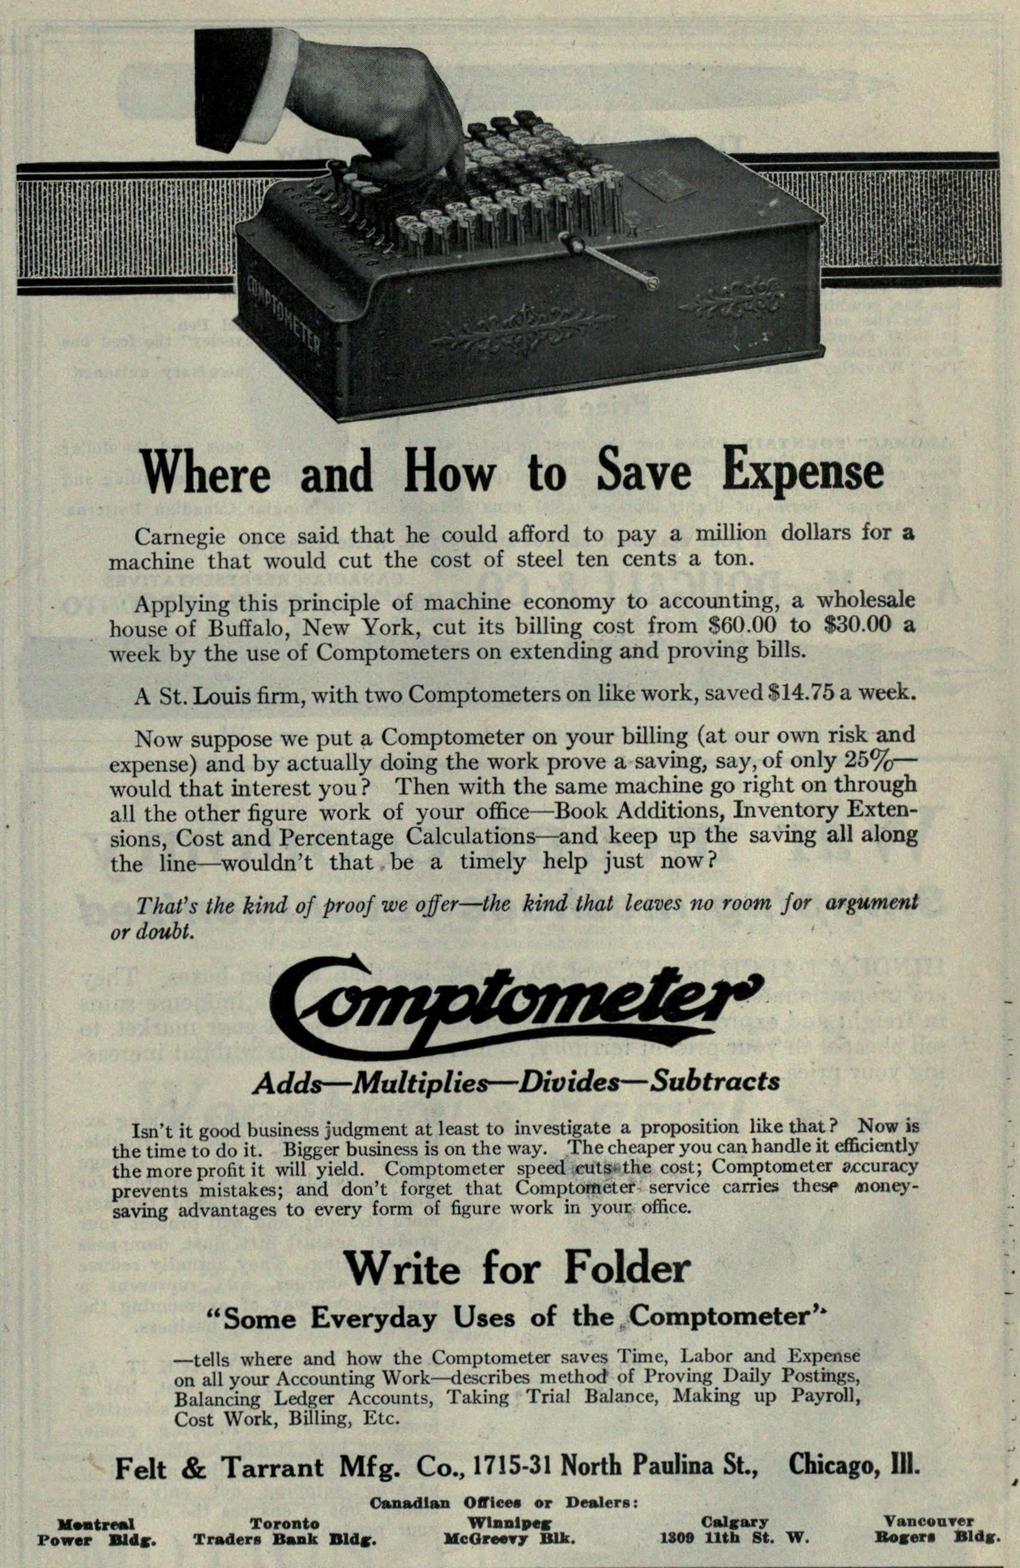 COMPTOMETER
Where and How to Save Expense
Carnegie once said that he could afford to pay a million dollars for a
machine that would cut the cost of steel ten cents a ton.
Applying this principle of machine economy to accounting, a wholesale
house of Buffalo, New York, cut its billing cost from $60.00 to $30.00 a
week by the use of Comptometers on extending and proving bills.
A St. Louis firm, with two Comptometers on like work, saved $14.75 a week.
Now suppose we put a Comptometer on your billing (at our own risk and
expense) and by actually doing the work prove a saving, say, of only 25%—
would that interest you? Then with the same machine go right on through
all the other figure work of your office—Book Additions, Inventory Exten-
sions, Cost and Percentage Calculations—and keep up the saving all along
the line—wouldn't that be a timely help just now?
That's the kind of proof we offer—the kind that leaves no room for argument
or doubt.
Comptometer
Adds—Multiplies—Divides—Subtracts
Isn't it good business judgment at least to investigate a proposition like that? Now is
the time to do it. Bigger business is on the way. The cheaper you can handle it efficiently
the more profit it will yield. Comptometer speed cuts the cost; Comptometer accuracy
prevents mistakes; and don't forget that Comptometer service carries these money-
saving advantages to every form of figure work in your office.
Write for Folder
"Some Everyday Uses of the Comptometer"
—tells where and how the Comptometer saves Time, Labor and Expense
on all your Accounting Work—describes method of Proving Daily Postings,
Balancing Ledger Accounts, Taking Trial Balance, Making up Payroll,
Cost Work, Billing, Etc.
Felt & Tarrant Mfg. Co., 1715-31 North Paulina St., Chicago, Ill.
Canadian Offices or Dealers:
Montreal Toronto Winnipeg Calgary Vancouver
Power Bldg. Traders Bank Bldg. McGreevy Blk. 1309 11th St. W. Rogers Bldg.